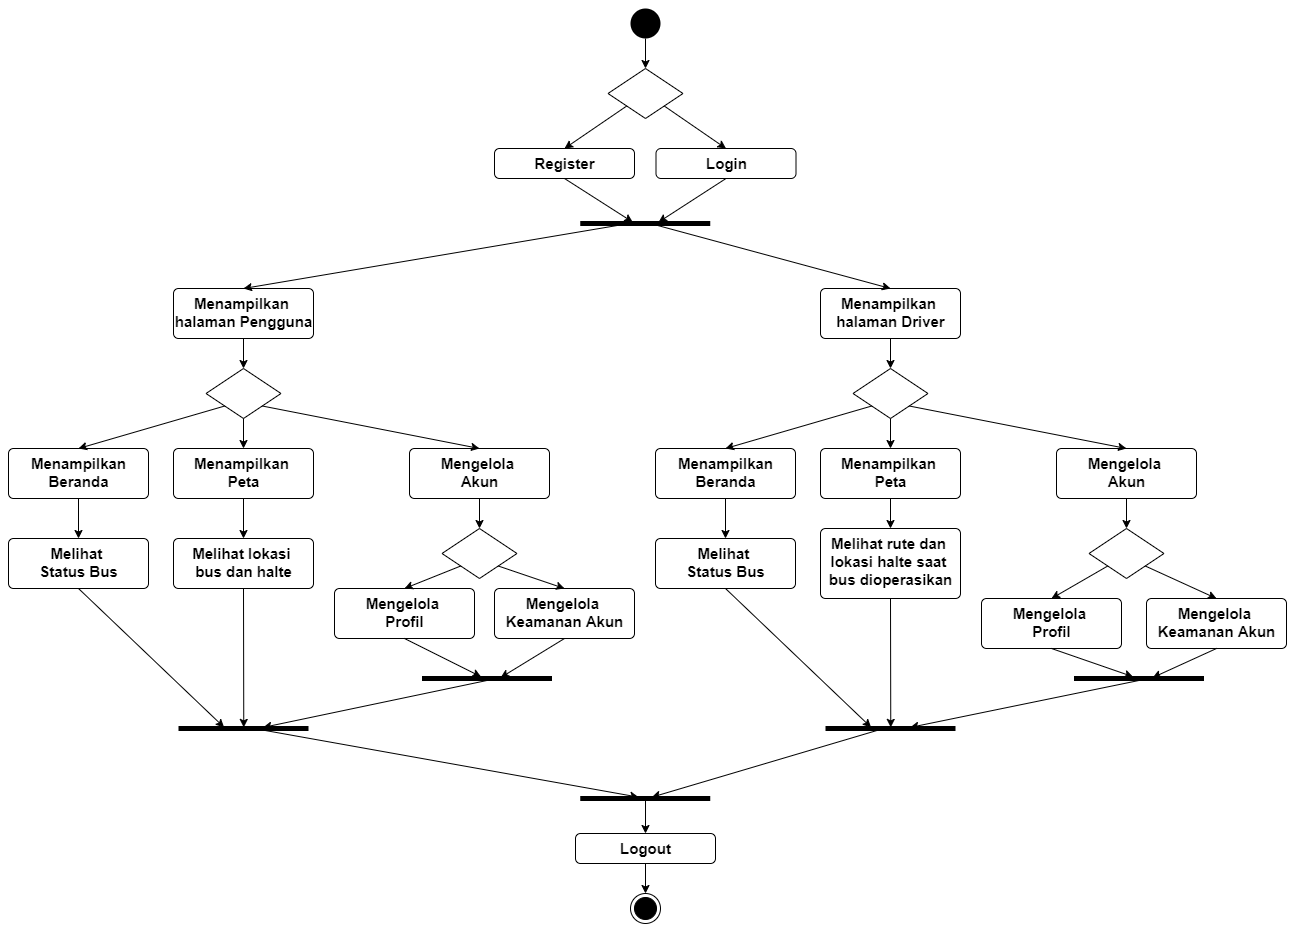 Register
Login
Menampilkan
halaman Pengguna
Menampilkan
halaman Driver
Menampilkan
Beranda
Menampilkan
Peta
Mengelola
Akun
Menampilkan
Beranda
Menampilkan
Peta
Mengelola
Akun
Melihat
Status Bus
Melihat lokasi
bus dan halte
Mengelola
Profil
Mengelola
Keamanan Akun
Melihat
Status Bus
Melihat rute dan
lokasi halte saat
bus dioperasikan
Mengelola
Profil
Mengelola
Keamanan Akun
Logout